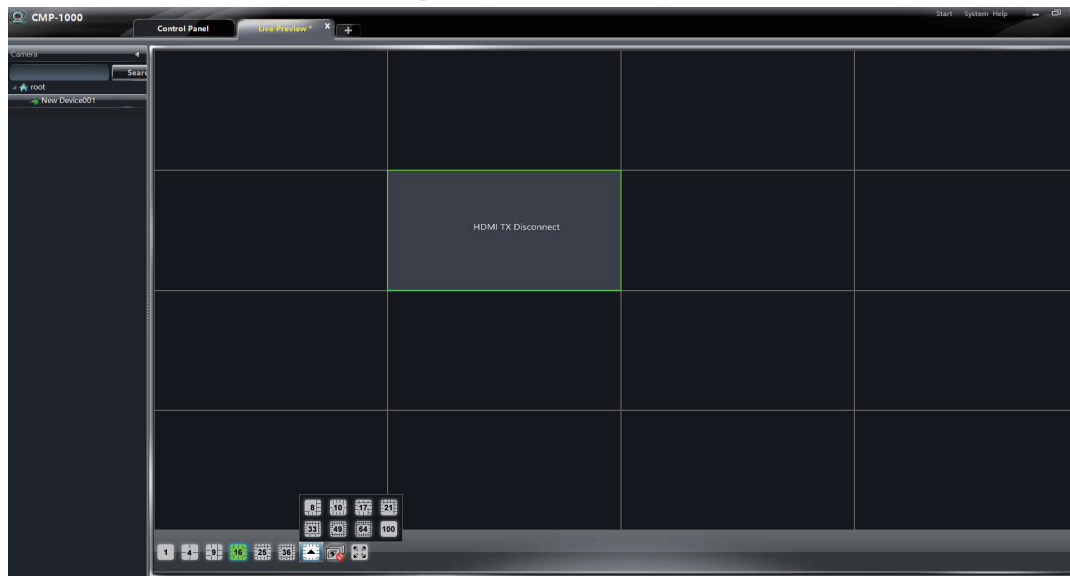 CMP-1000
Start System Help
Control Panel
Live Preview * X +
Camera
Searc
root
New Device001
HDMI TX Disconnect
8 10 17 21
33 49 64 100
1 4 9 16 25 36